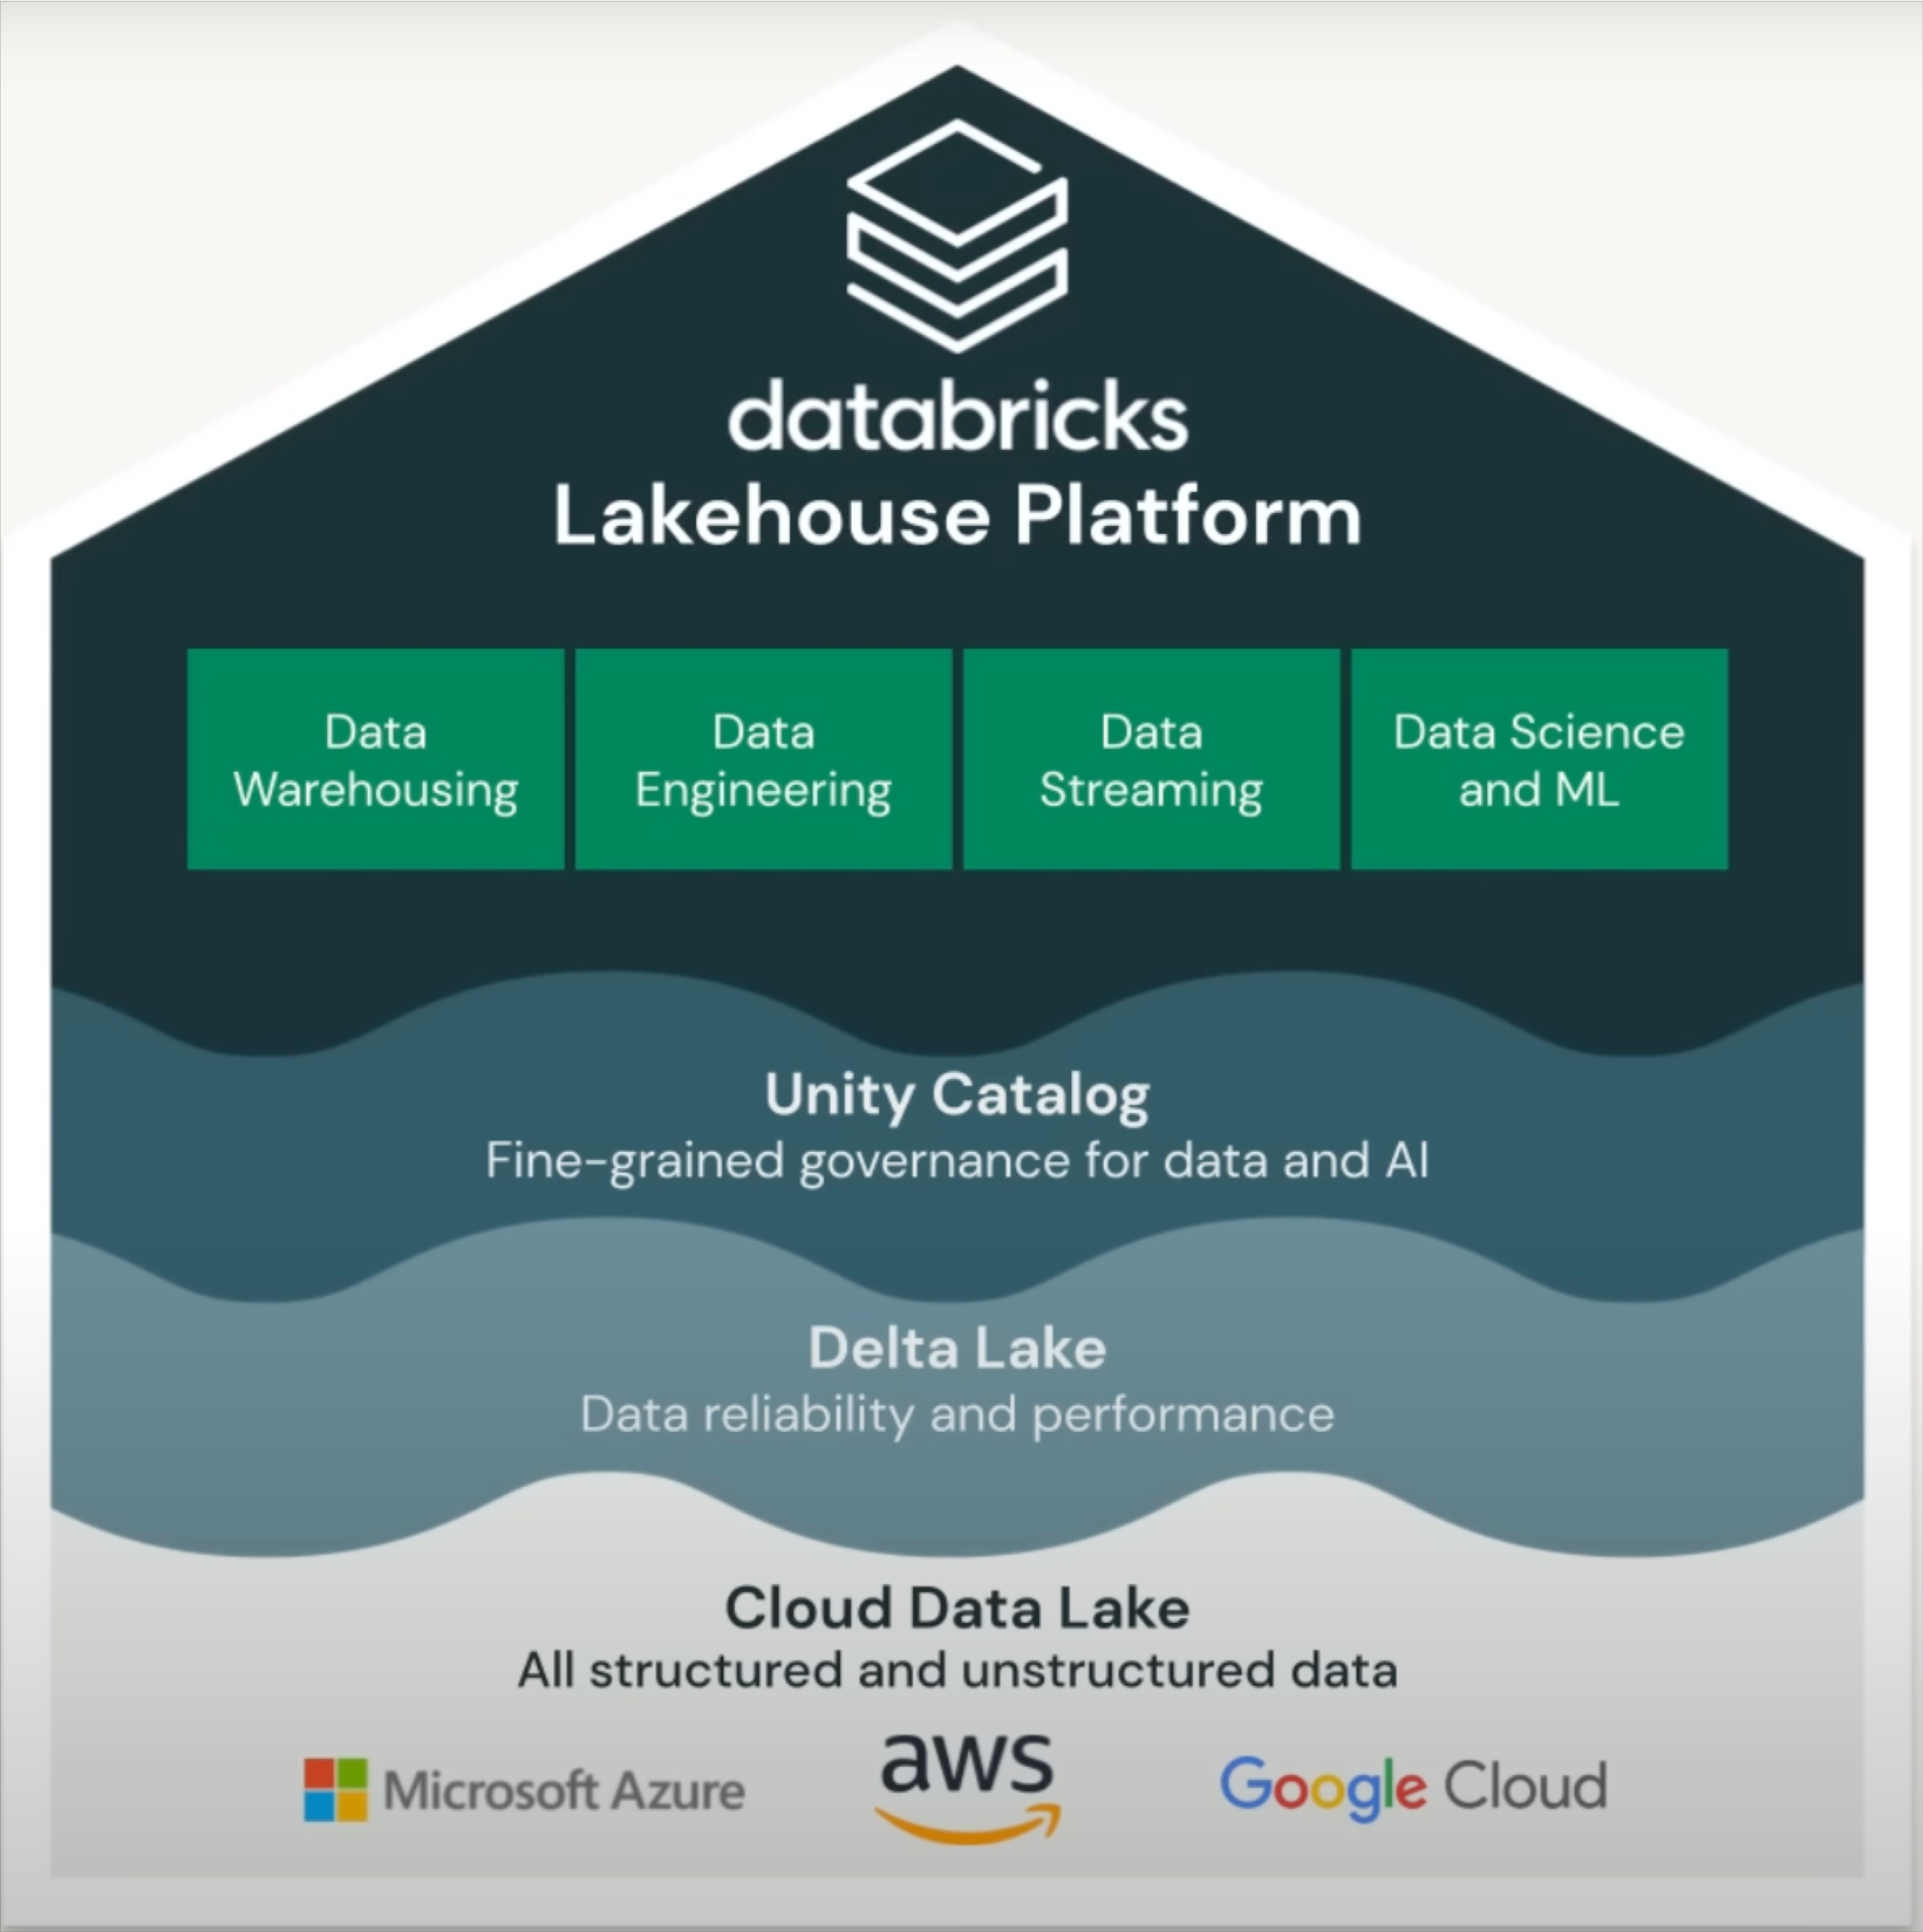 databricks
Lakehouse Platform
Data
Warehousing
Data
Engineering
Data
Streaming
Data Science
and ML
Unity Catalog
Fine-grained governance for data and AI
Delta Lake
Data reliability and performance
Cloud Data Lake
All structured and unstructured data
Microsoft Azure
aws
Google Cloud